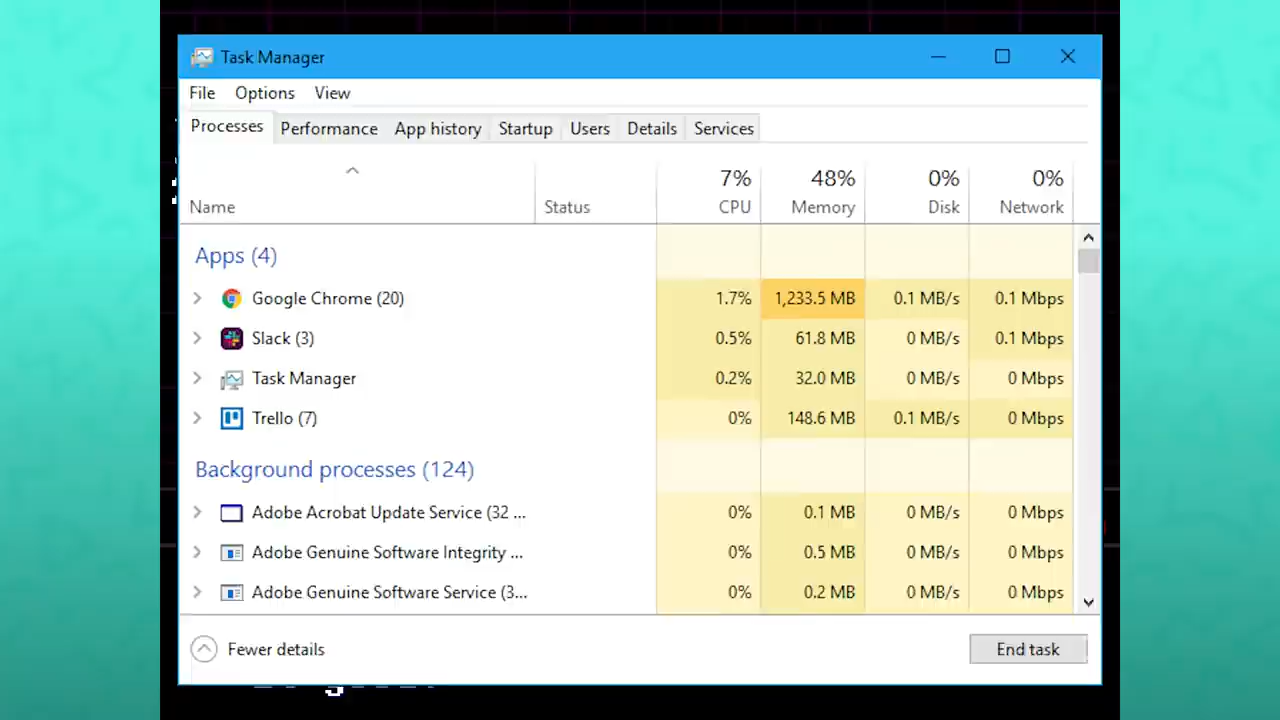 Task Manager
File Options View
Processes Performance App history Startup Users Details Services
7% 48% 0% 0%
Name Status CPU Memory Disk Network
Apps (4)
Google Chrome (20) 1.7% 1,233.5 MB 0.1 MB/s 0.1 Mbps
Slack (3) 0.5% 61.8 MB 0 MB/s 0.1 Mbps
Task Manager 0.2% 32.0 MB 0 MB/s 0 Mbps
Trello (7) 0% 148.6 MB 0.1 MB/s 0 Mbps
Background processes (124)
Adobe Acrobat Update Service (32 ... 0% 0.1 MB 0 MB/s 0 Mbps
Adobe Genuine Software Integrity ... 0% 0.5 MB 0 MB/s 0 Mbps
Adobe Genuine Software Service (3... 0% 0.2 MB 0 MB/s 0 Mbps
Fewer details End task